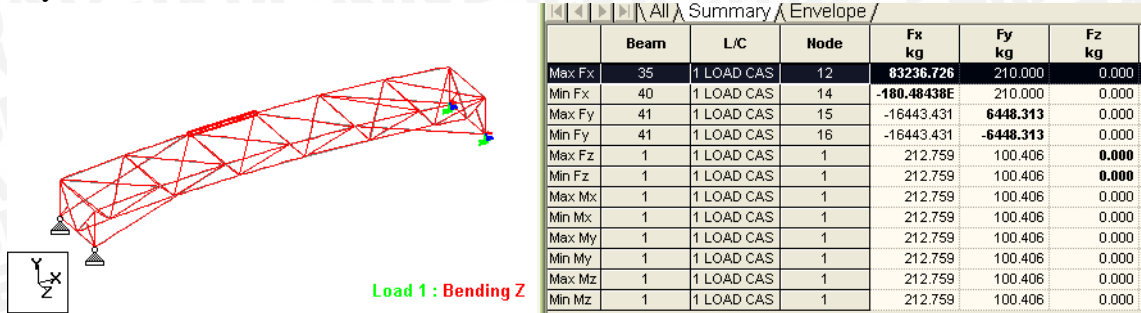 All Summary Envelope
Beam L/C Node Fx kg Fy kg Fz kg
Max Fx 35 1 LOAD CAS 12 83236.726 210.000 0.000
Min Fx 40 1 LOAD CAS 14 -180.48438E 210.000 0.000
Max Fy 41 1 LOAD CAS 15 -16443.431 6448.313 0.000
Min Fy 41 1 LOAD CAS 16 -16443.431 -6448.313 0.000
Max Fz 1 1 LOAD CAS 1 212.759 100.406 0.000
Min Fz 1 1 LOAD CAS 1 212.759 100.406 0.000
Max Mx 1 1 LOAD CAS 1 212.759 100.406 0.000
Min Mx 1 1 LOAD CAS 1 212.759 100.406 0.000
Max My 1 1 LOAD CAS 1 212.759 100.406 0.000
Min My 1 1 LOAD CAS 1 212.759 100.406 0.000
Max Mz 1 1 LOAD CAS 1 212.759 100.406 0.000
Min Mz 1 1 LOAD CAS 1 212.759 100.406 0.000
Y
X
Z
Load 1 : Bending Z